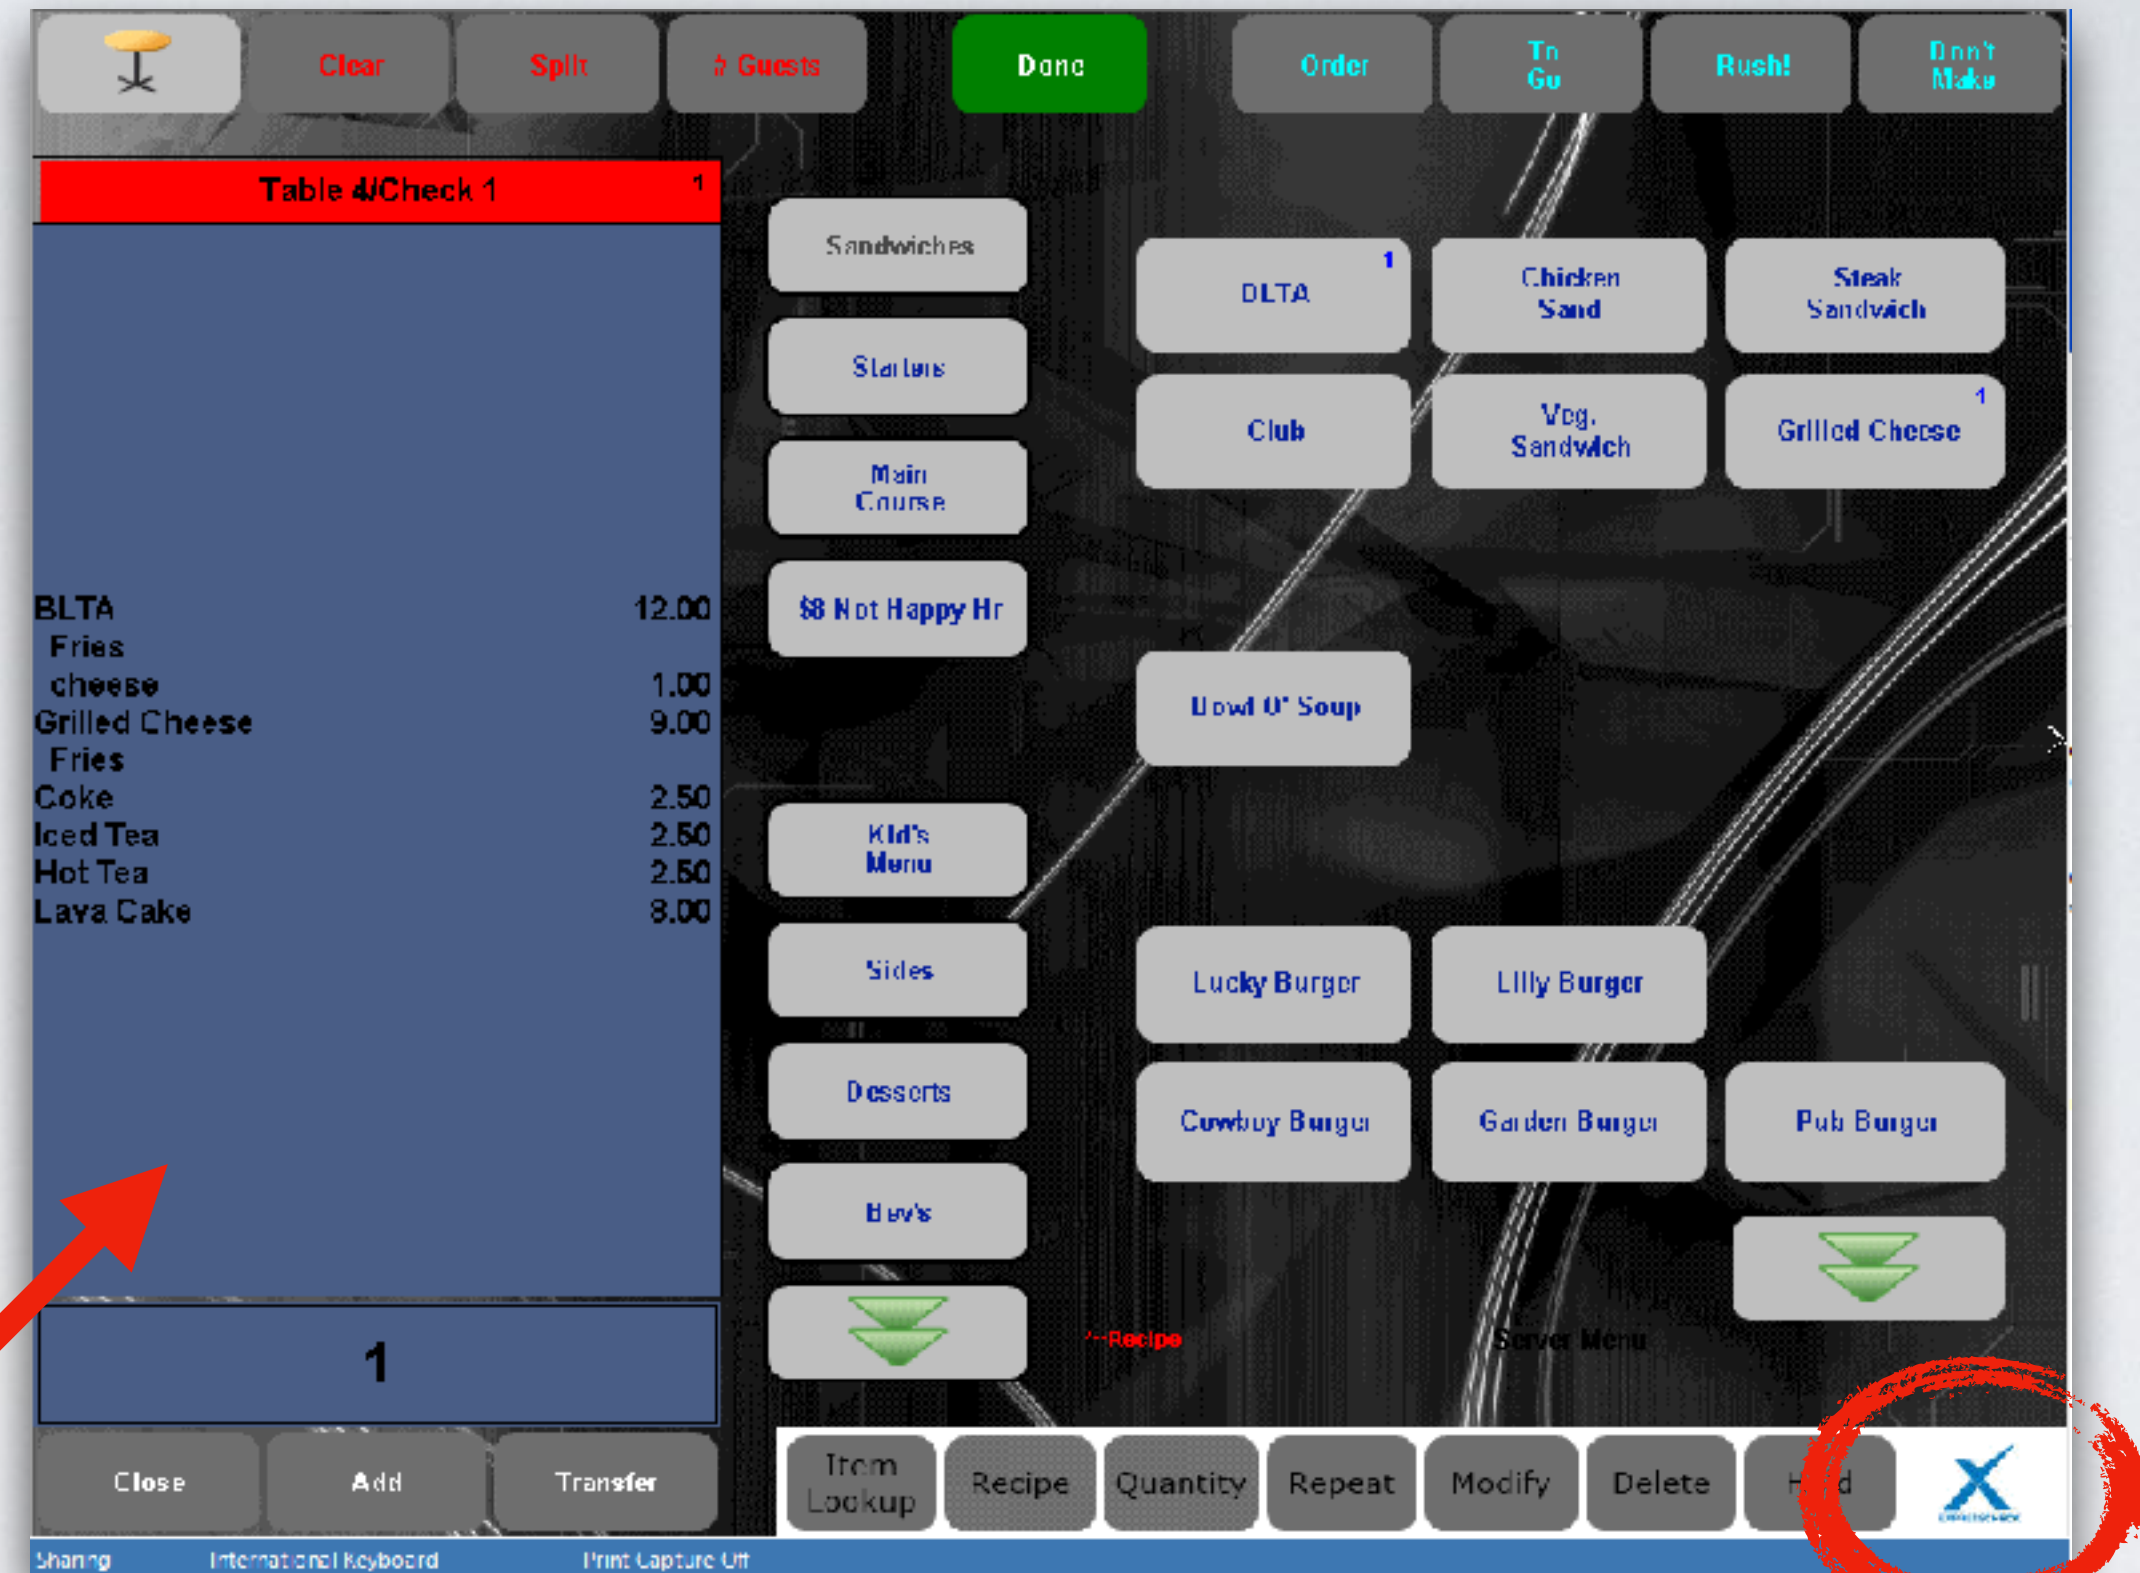 Clear
Split
# Guests
Done
Order
To
Go
Rush!
Don't
Make
Table 4/Check 1
1
BLTA 12.00
Fries
cheese 1.00
Grilled Cheese 9.00
Fries
Coke 2.50
Iced Tea 2.50
Hot Tea 2.50
Lava Cake 8.00
1
Close
Add
Transfer
Sandwiches
Starters
Main
Course
$8 Not Happy Hr
Kid's
Menu
Sides
Desserts
Bev's
BLTA
1
Chicken
Sand
Steak
Sandwich
Club
Veg.
Sandwich
Grilled Cheese
1
Bowl O' Soup
Lucky Burger
Lilly Burger
Cowboy Burger
Garden Burger
Pub Burger
*--Recipe
Server Menu
Item
Lookup
Recipe
Quantity
Repeat
Modify
Delete
Hold
Sharing
International Keyboard
Print Capture Off